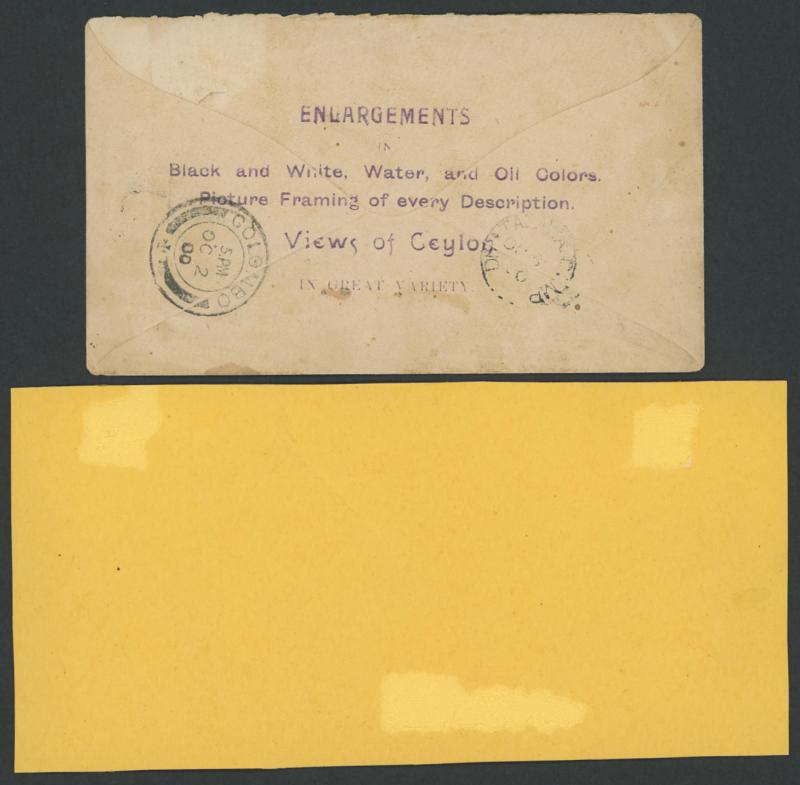 ENLARGEMENTS
IN
Black and White, Water, and Oil Colors.
Picture Framing of every Description.
Views of Ceylon
IN GREAT VARIETY.
COLOMBO
5.PM
OC 2
00